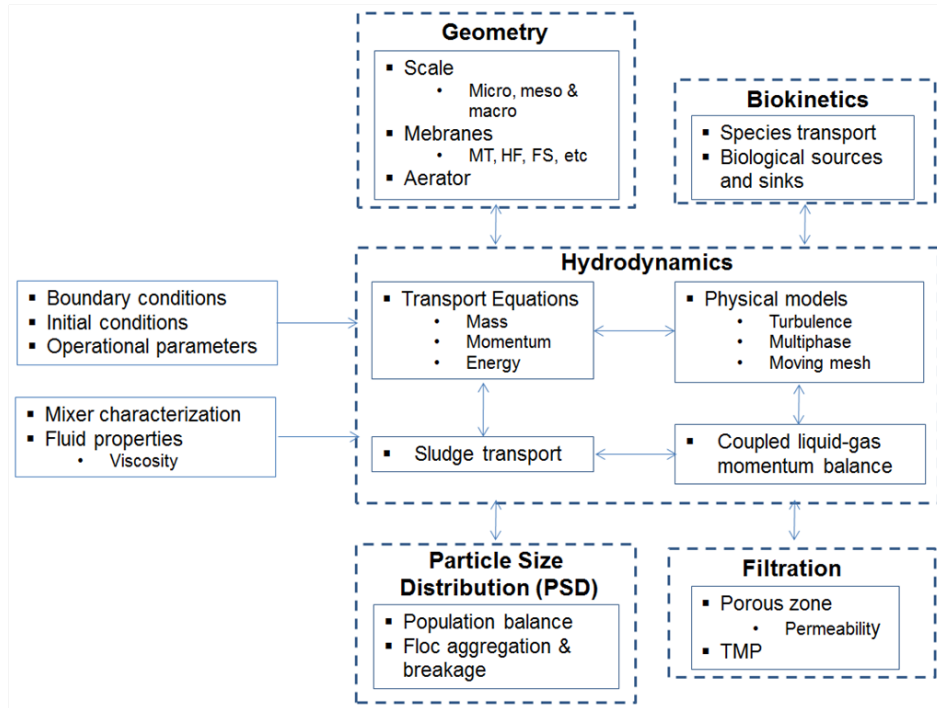 Geometry
▪ Scale
• Micro, meso &
macro
▪ Mebranes
• MT, HF, FS, etc
▪ Aerator
Biokinetics
▪ Species transport
▪ Biological sources
and sinks
Hydrodynamics
▪ Boundary conditions
▪ Initial conditions
▪ Operational parameters
▪ Transport Equations
• Mass
• Momentum
• Energy
▪ Physical models
• Turbulence
• Multiphase
• Moving mesh
▪ Mixer characterization
▪ Fluid properties
• Viscosity
▪ Sludge transport
▪ Coupled liquid-gas
momentum balance
Particle Size
Distribution (PSD)
▪ Population balance
▪ Floc aggregation &
breakage
Filtration
▪ Porous zone
• Permeability
▪ TMP